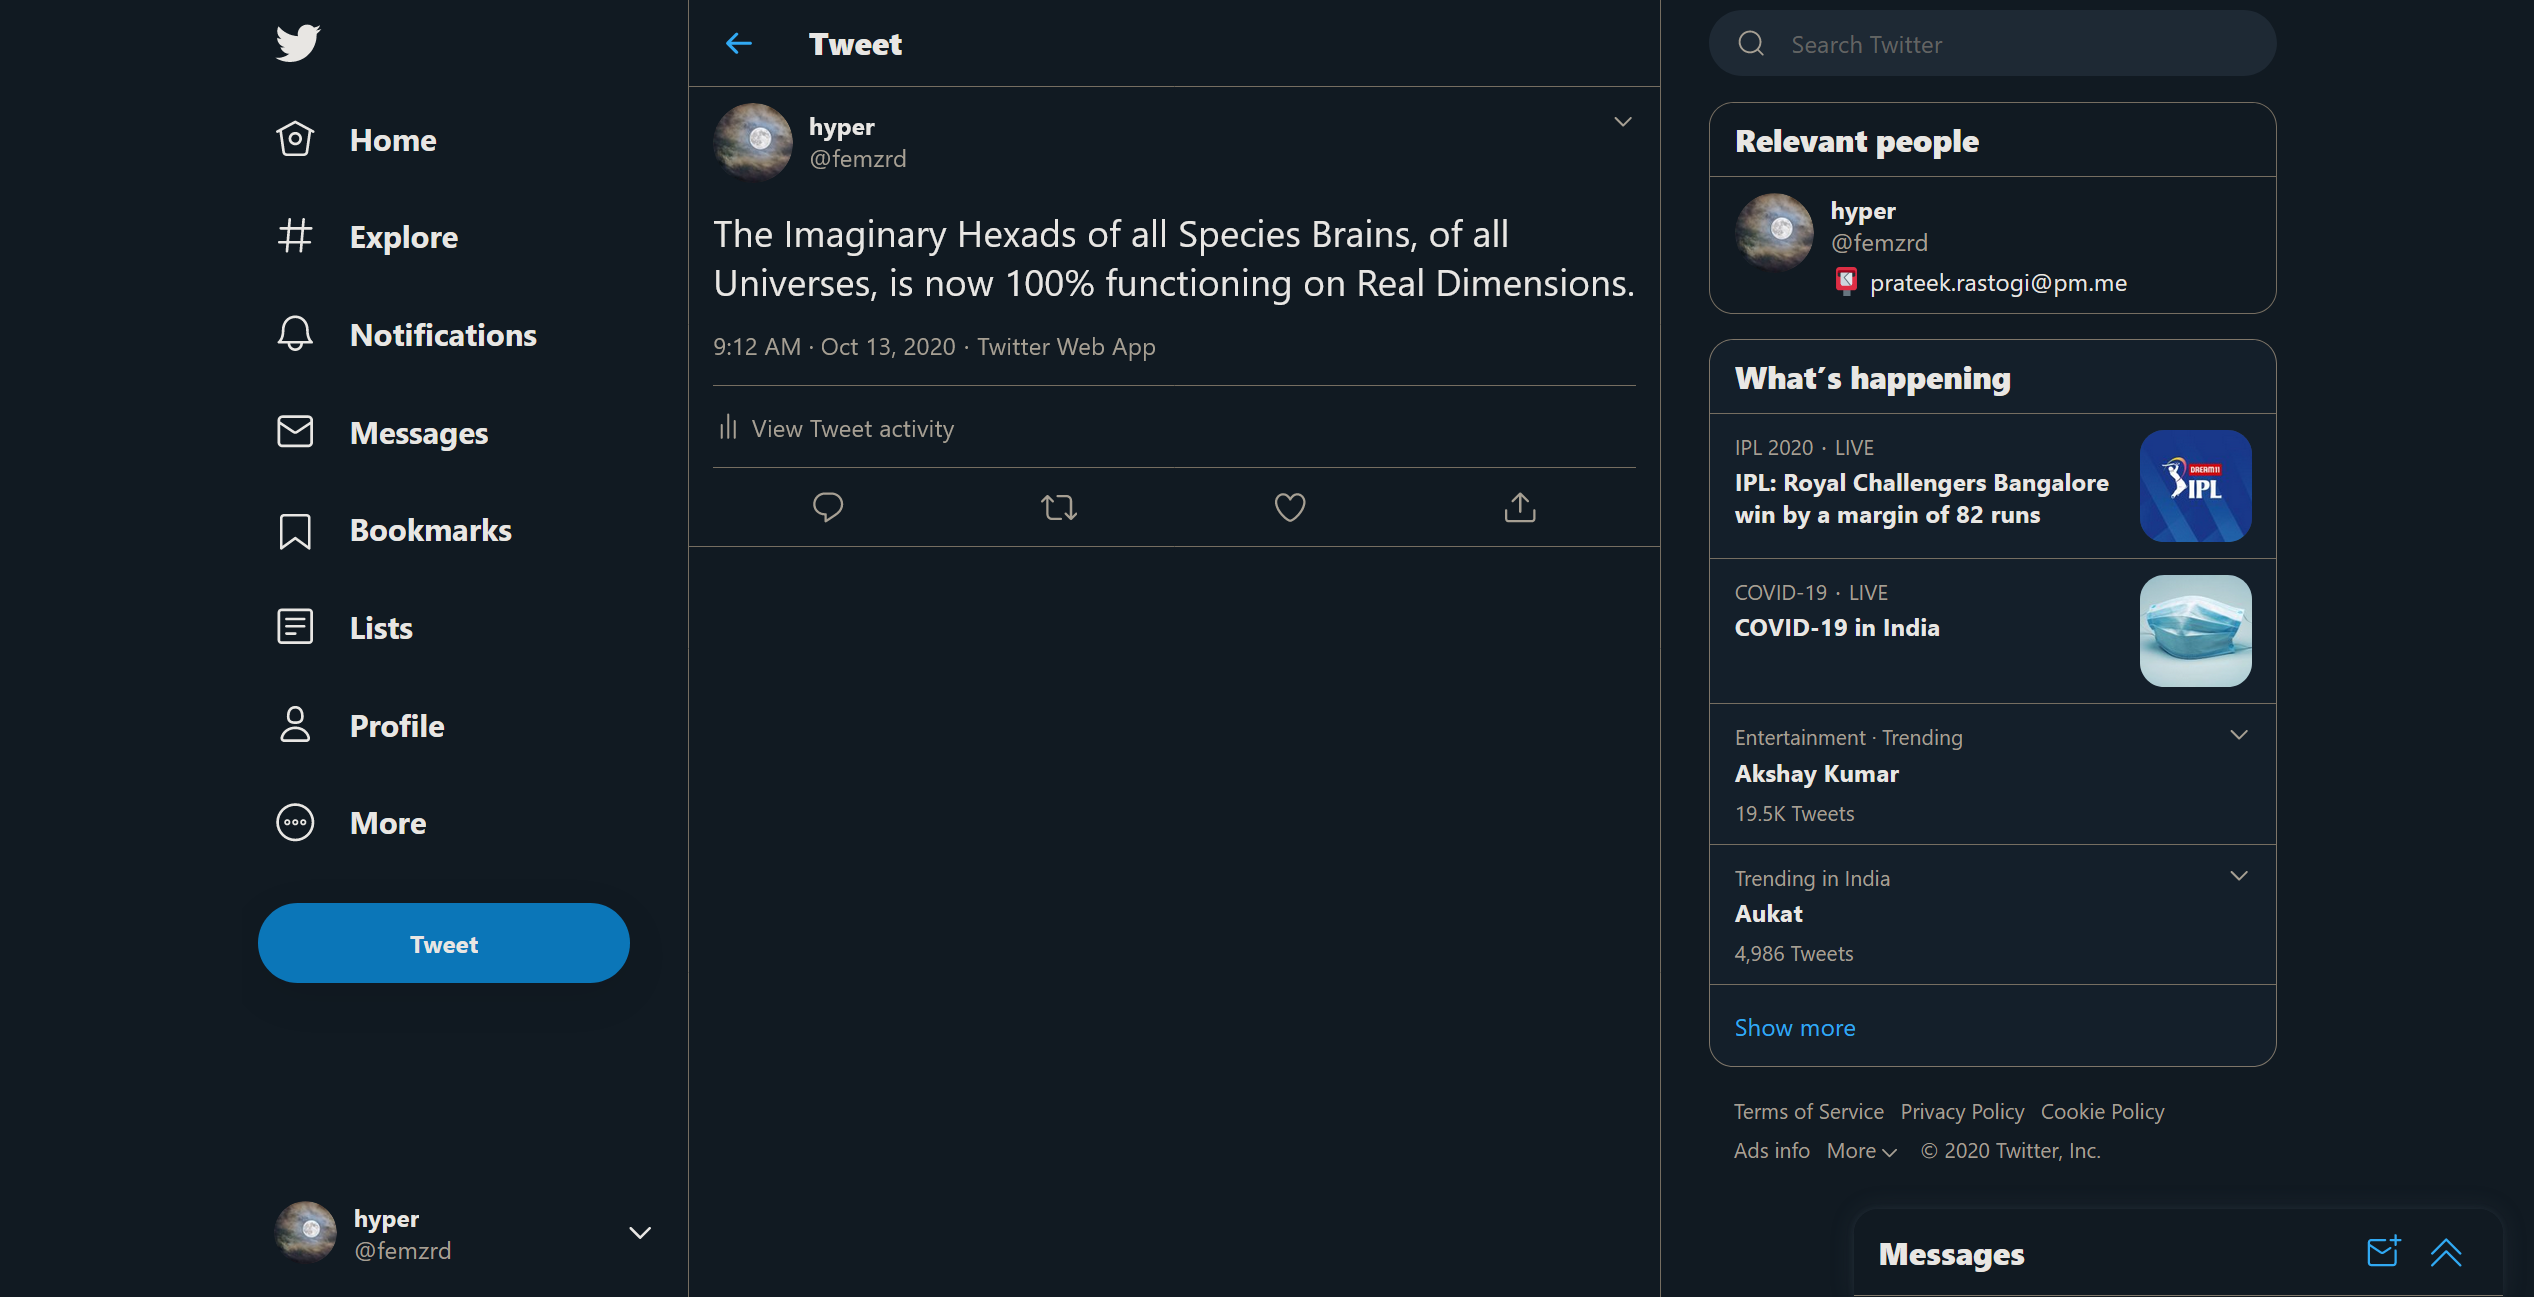 Home
Explore
Notifications
Messages
Bookmarks
Lists
Profile
More
Tweet
hyper
@femzrd
Tweet
hyper
@femzrd
The Imaginary Hexads of all Species Brains, of all
Universes, is now 100% functioning on Real Dimensions.
9:12 AM · Oct 13, 2020 · Twitter Web App
View Tweet activity
Search Twitter
Relevant people
hyper
@femzrd
prateek.rastogi@pm.me
What's happening
IPL 2020 · LIVE
IPL: Royal Challengers Bangalore
win by a margin of 82 runs
DREAM11
IPL
COVID-19 · LIVE
COVID-19 in India
Entertainment · Trending
Akshay Kumar
19.5K Tweets
Trending in India
Aukat
4,986 Tweets
Show more
Terms of Service Privacy Policy Cookie Policy
Ads info More © 2020 Twitter, Inc.
Messages